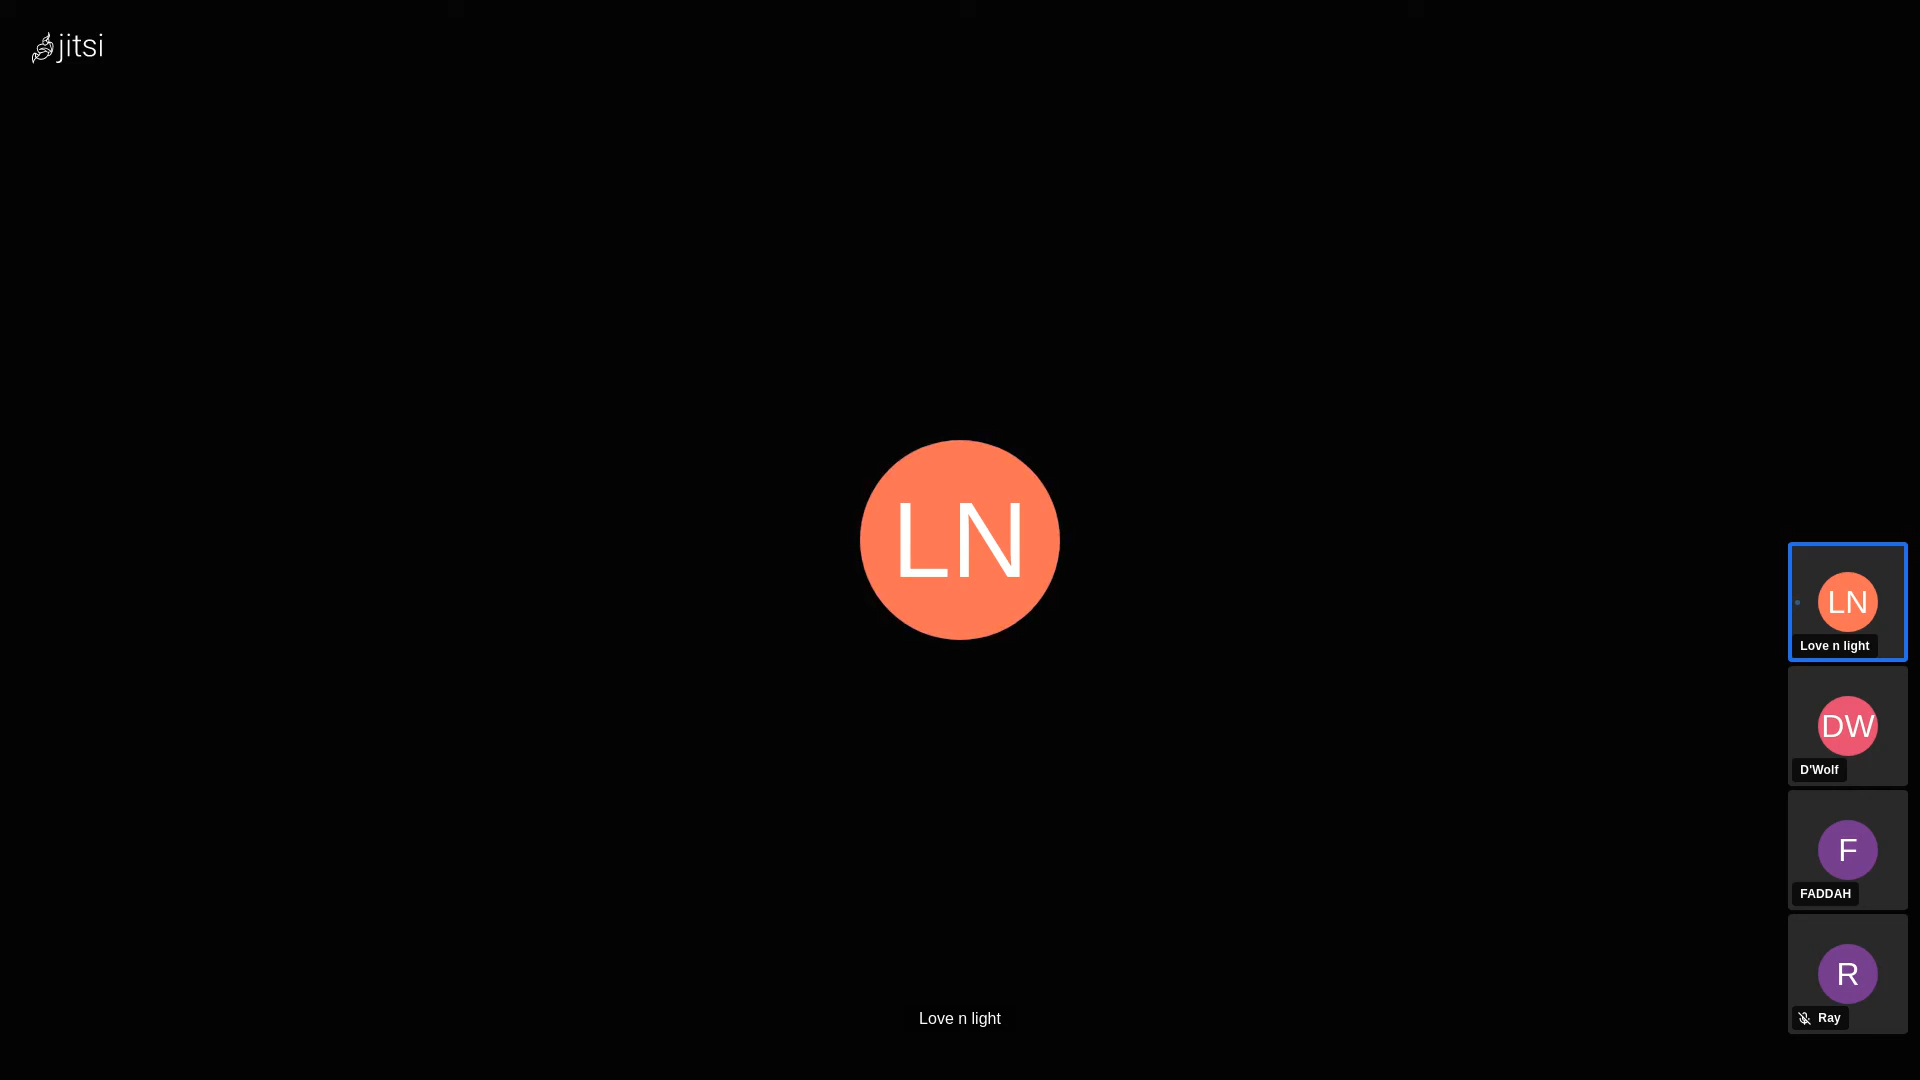 jitsi
LN
LN
Love n light
DW
D'Wolf
F
FADDAH
R
Ray
Love n light